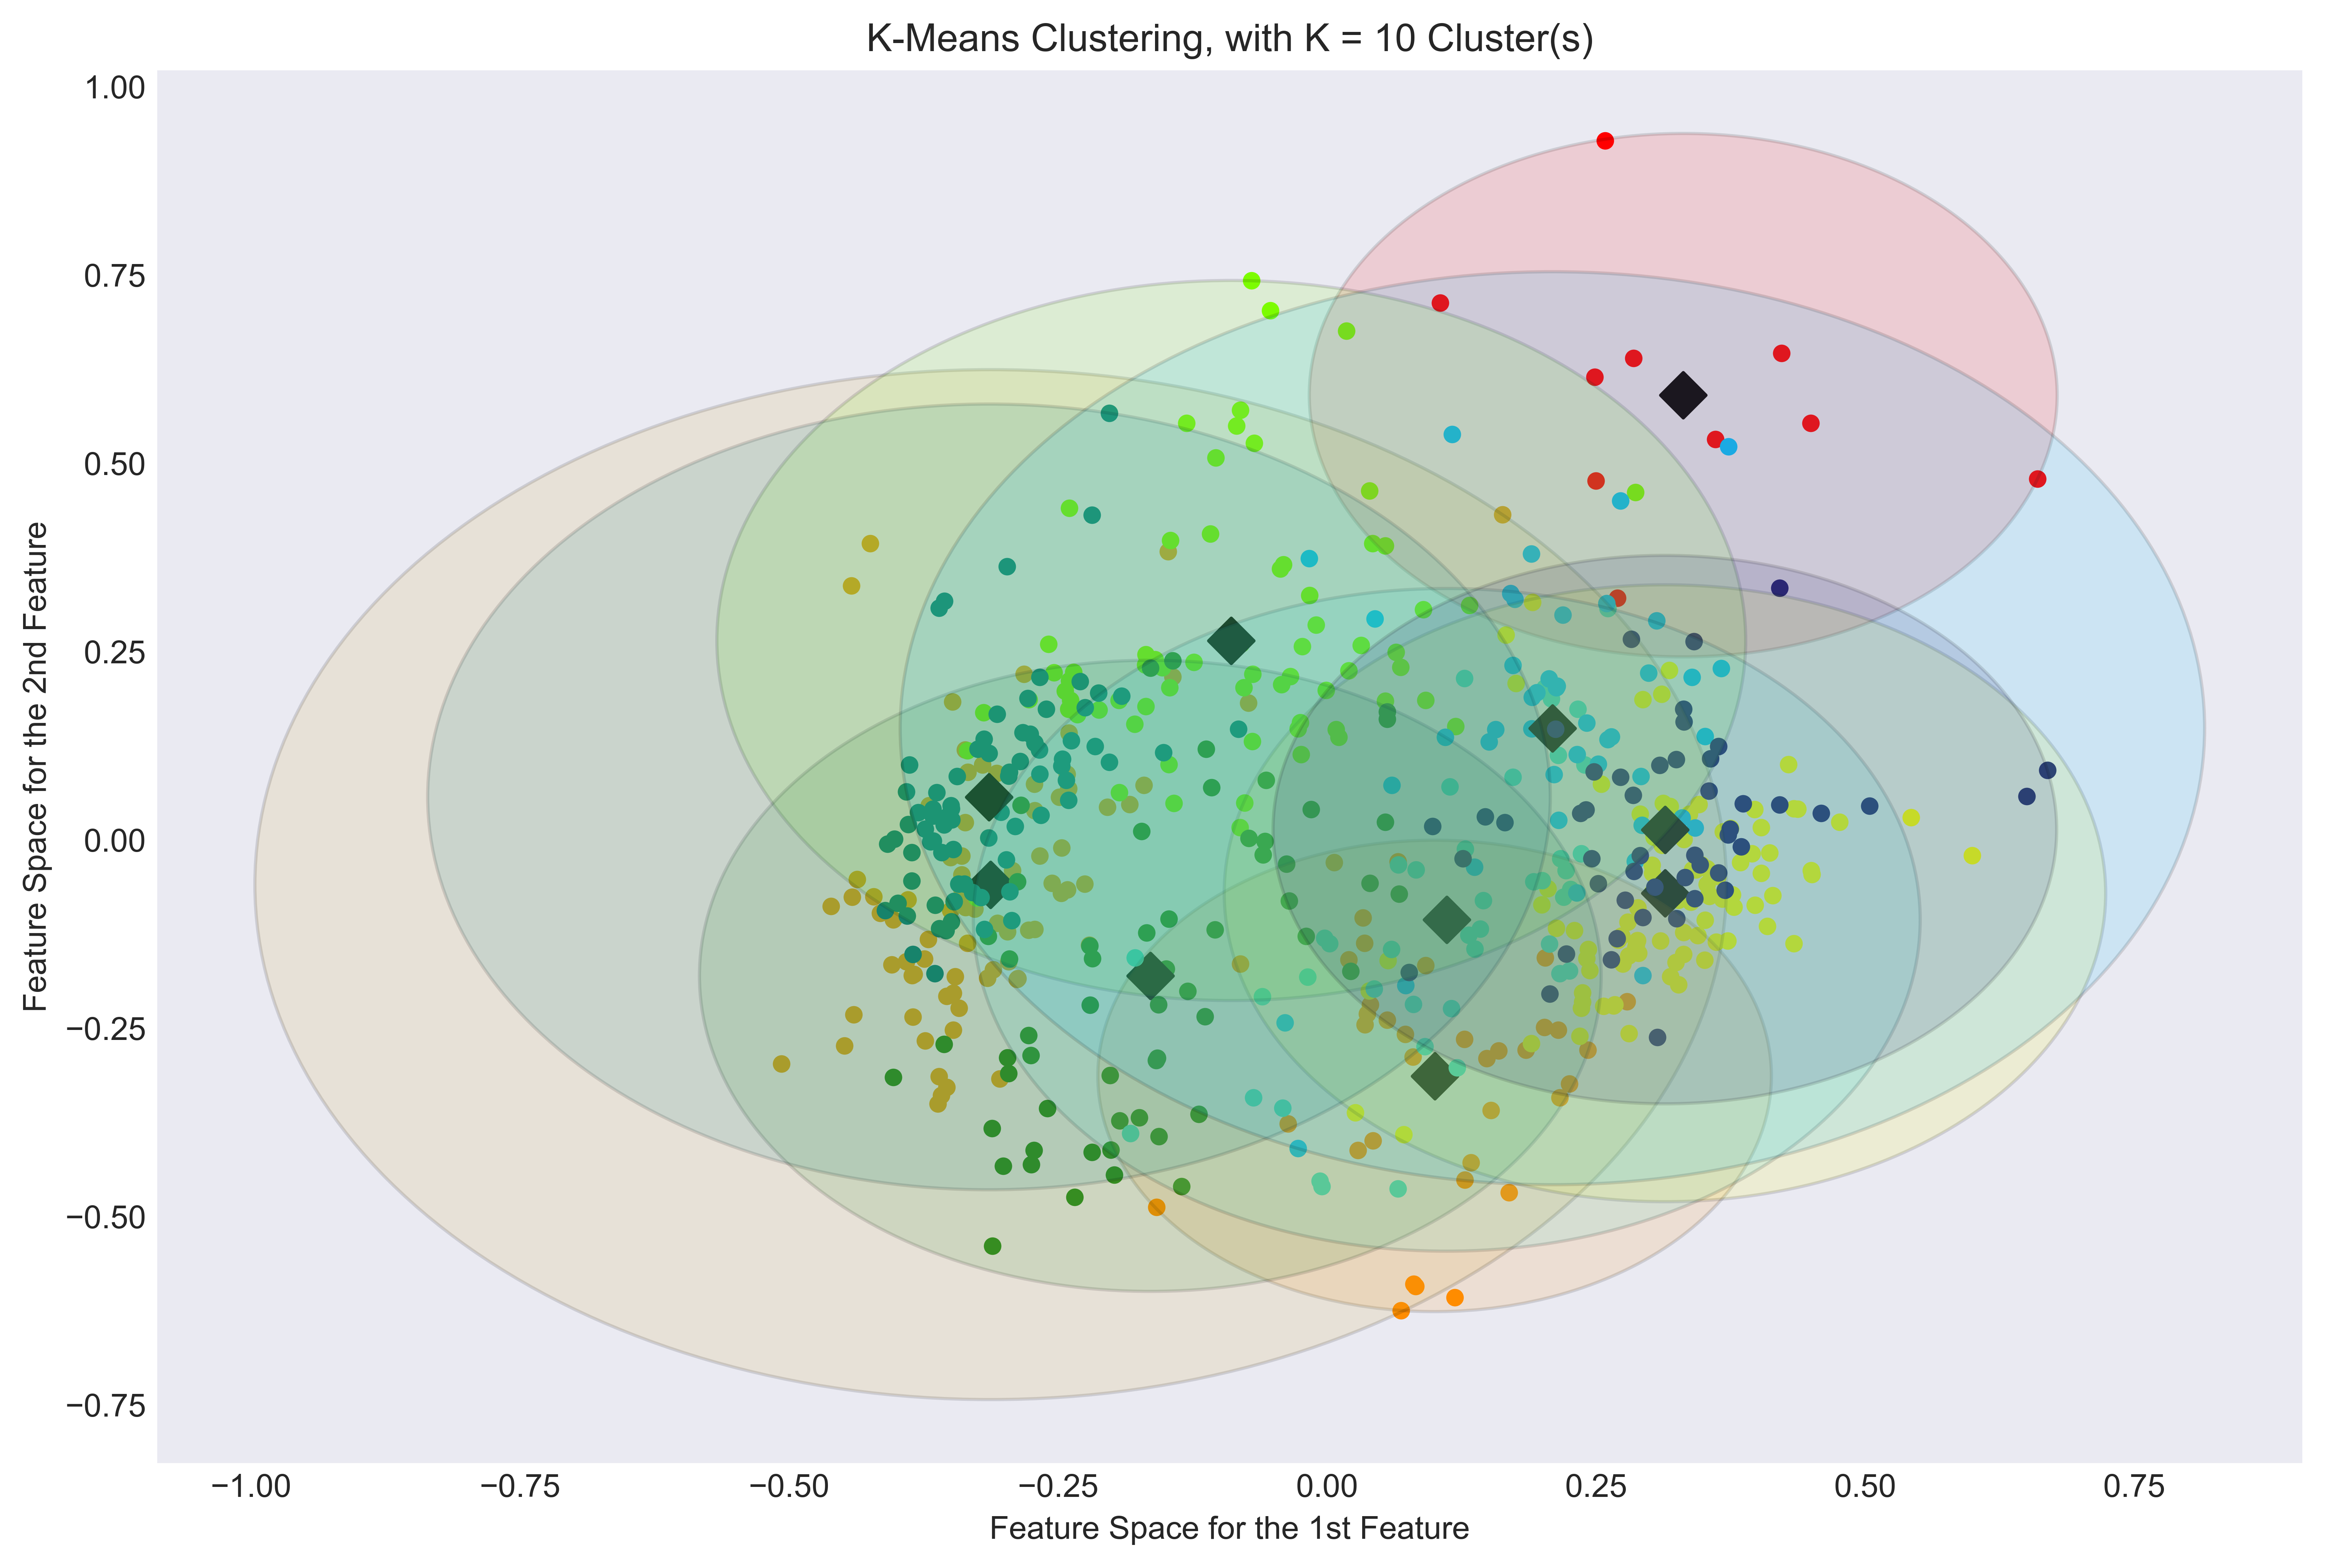 K-Means Clustering, with K = 10 Cluster(s)
1.00
0.75
0.50
0.25
0.00
−0.25
−0.50
−0.75
Feature Space for the 2nd Feature
−1.00 −0.75 −0.50 −0.25 0.00 0.25 0.50 0.75
Feature Space for the 1st Feature